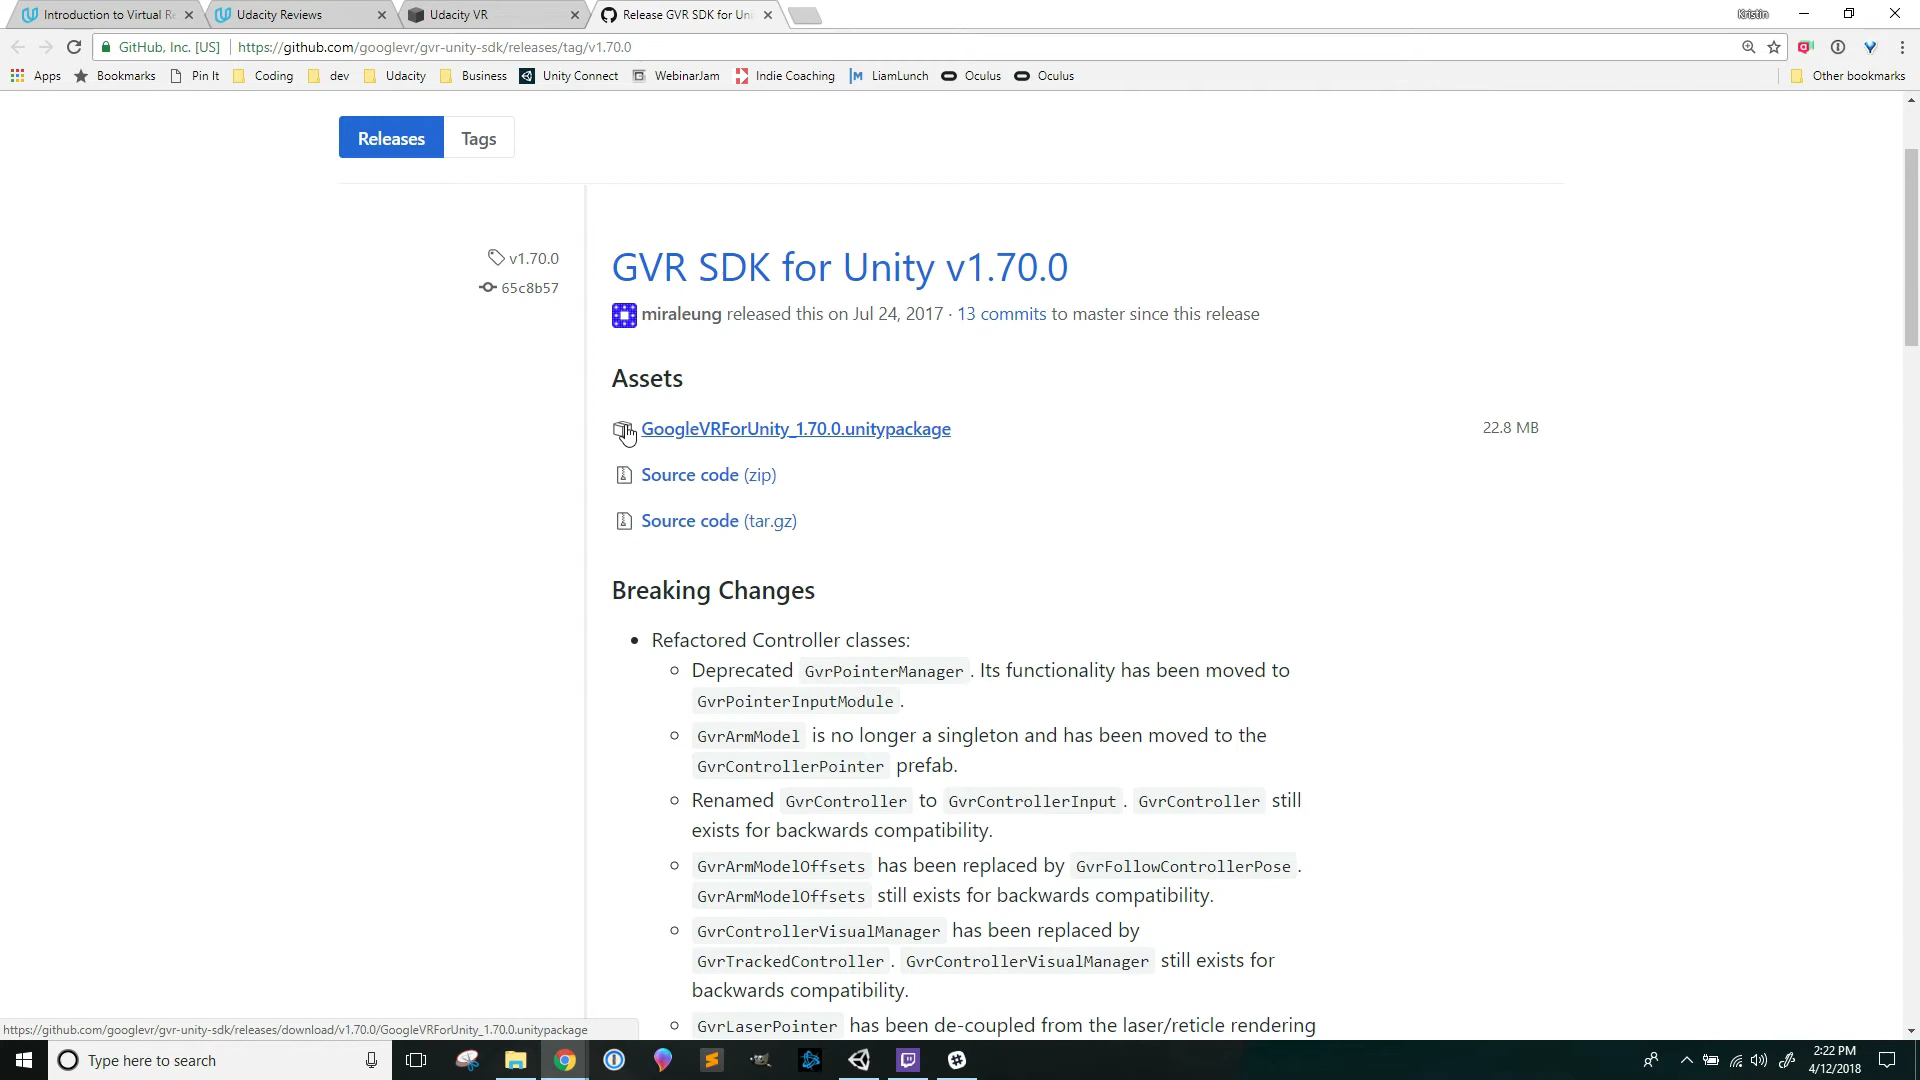 Introduction to Virtual Re
Udacity Reviews
Udacity VR
Release GVR SDK for Uni
Kristin
GitHub, Inc. [US]
https://github.com/googlevr/gvr-unity-sdk/releases/tag/v1.70.0
Apps
Bookmarks
Pin It
Coding
dev
Udacity
Business
Unity Connect
WebinarJam
Indie Coaching
LiamLunch
Oculus
Oculus
Other bookmarks
Releases
Tags
v1.70.0
65c8b57
GVR SDK for Unity v1.70.0
miraleung released this on Jul 24, 2017 · 13 commits to master since this release
Assets
GoogleVRForUnity_1.70.0.unitypackage
22.8 MB
Source code (zip)
Source code (tar.gz)
Breaking Changes
Refactored Controller classes:
Deprecated GvrPointerManager. Its functionality has been moved to
GvrPointerInputModule.
GvrArmModel is no longer a singleton and has been moved to the
GvrControllerPointer prefab.
Renamed GvrController to GvrControllerInput. GvrController still
exists for backwards compatibility.
GvrArmModelOffsets has been replaced by GvrFollowControllerPose.
GvrArmModelOffsets still exists for backwards compatibility.
GvrControllerVisualManager has been replaced by
GvrTrackedController. GvrControllerVisualManager still exists for
backwards compatibility.
GvrLaserPointer has been de-coupled from the laser/reticle rendering
https://github.com/googlevr/gvr-unity-sdk/releases/download/v1.70.0/GoogleVRForUnity_1.70.0.unitypackage
Type here to search
2:22 PM
4/12/2018